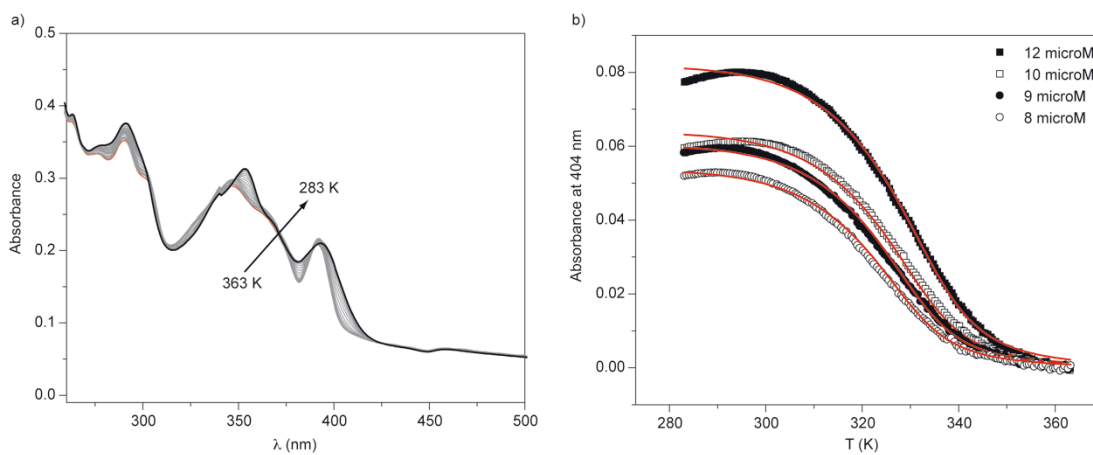 a)
0.5
0.4
0.3
0.2
0.1
0.0
Absorbance
283 K
363 K
300
350
400
450
500
λ (nm)
b)
12 microM
10 microM
9 microM
8 microM
0.08
0.06
0.04
0.02
0.00
Absorbance at 404 nm
280
300
320
340
360
T (K)